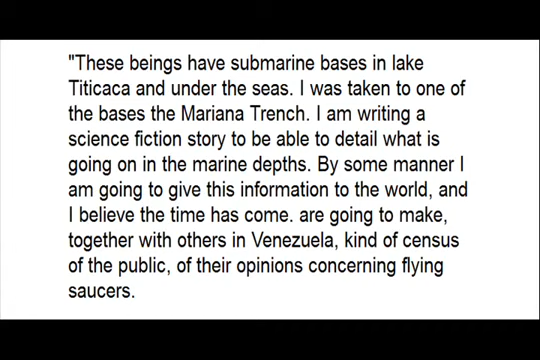 "These beings have submarine bases in lake
Titicaca and under the seas. I was taken to one of
the bases the Mariana Trench. I am writing a
science fiction story to be able to detail what is
going on in the marine depths. By some manner I
am going to give this information to the world, and
I believe the time has come. are going to make,
together with others in Venezuela, kind of census
of the public, of their opinions concerning flying
saucers.